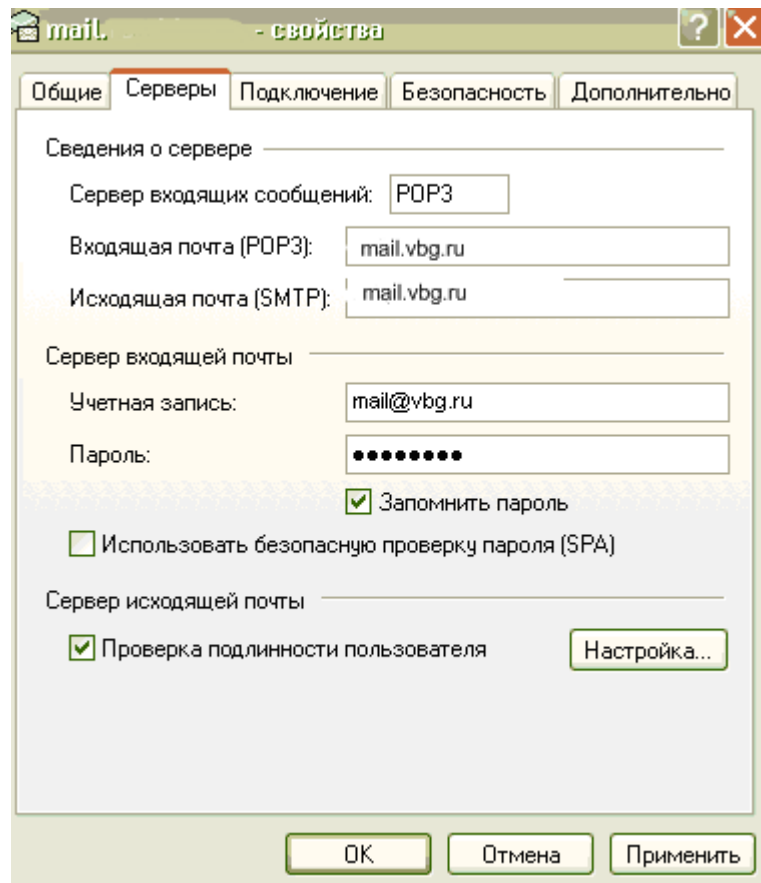 mail. - свойства
Общие Серверы Подключение Безопасность Дополнительно
Сведения о сервере
Сервер входящих сообщений: POP3
Входящая почта (POP3): mail.vbg.ru
Исходящая почта (SMTP): mail.vbg.ru
Сервер входящей почты
Учетная запись: mail@vbg.ru
Пароль: ●●●●●●●●
Запомнить пароль
Использовать безопасную проверку пароля (SPA)
Сервер исходящей почты
Проверка подлинности пользователя Настройка...
OK Отмена Применить